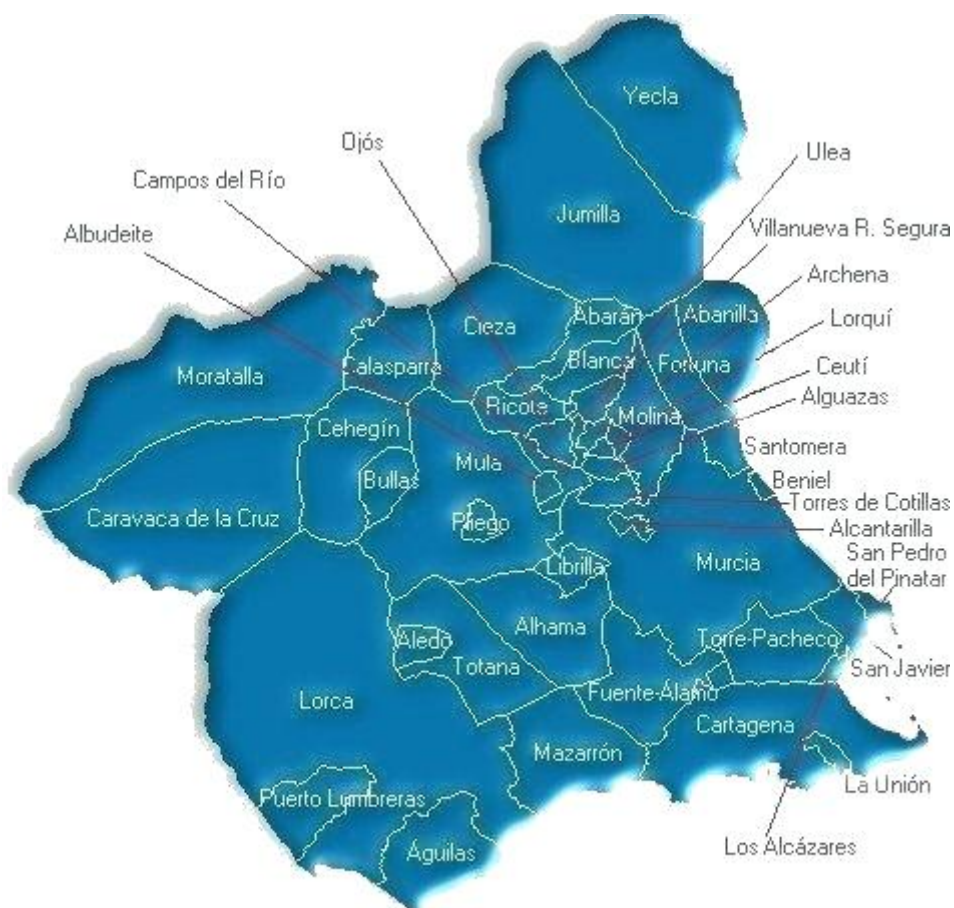 Yecla
Ojós
Ulea
Campos del Río
Jumilla
Villanueva R. Segura
Albudeite
Archena
Abarán
Abanilla
Lorquí
Cieza
Blanca
Calasparra
Fortuna
Ceutí
Moratalla
Alguazas
Ricote
Molina
Cehegín
Santomera
Mula
Bullas
Beniel
Torres de Cotillas
Caravaca de la Cruz
Pliego
Alcantarilla
San Pedro
del Pinatar
Librilla
Murcia
Alhama
Aledo
Torre-Pacheco
Totana
San Javier
Fuente-Álamo
Lorca
Cartagena
Mazarrón
La Unión
Puerto Lumbreras
Los Alcázares
Águilas